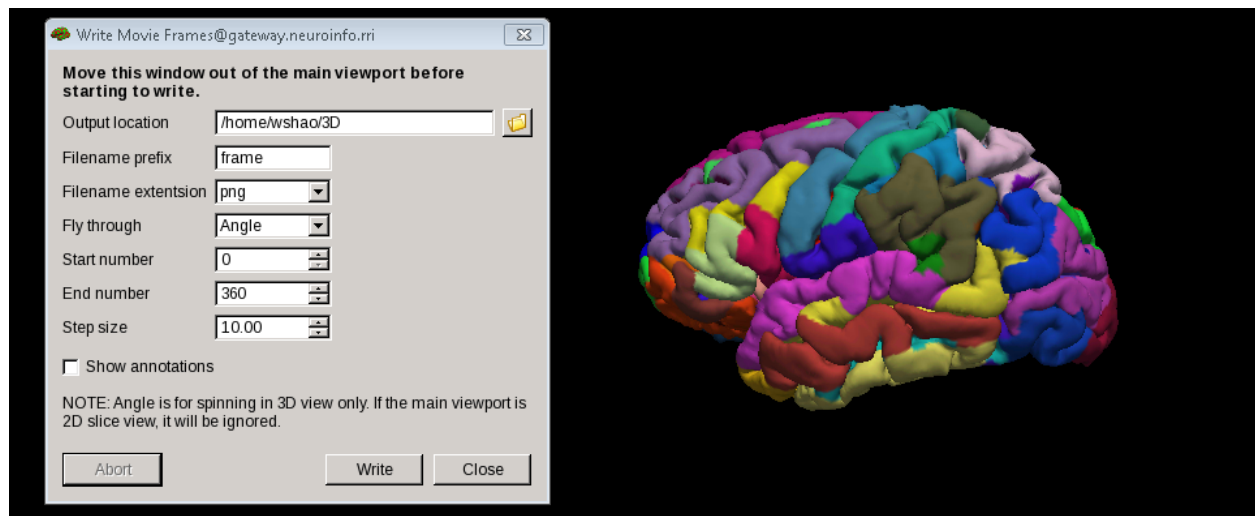 Write Movie Frames@gateway.neuroinfo.rri
Move this window out of the main viewport before
starting to write.
Output location /home/wshao/3D
Filename prefix frame
Filename extentsion png
Fly through Angle
Start number 0
End number 360
Step size 10.00
Show annotations
NOTE: Angle is for spinning in 3D view only. If the main viewport is
2D slice view, it will be ignored.
Abort Write Close